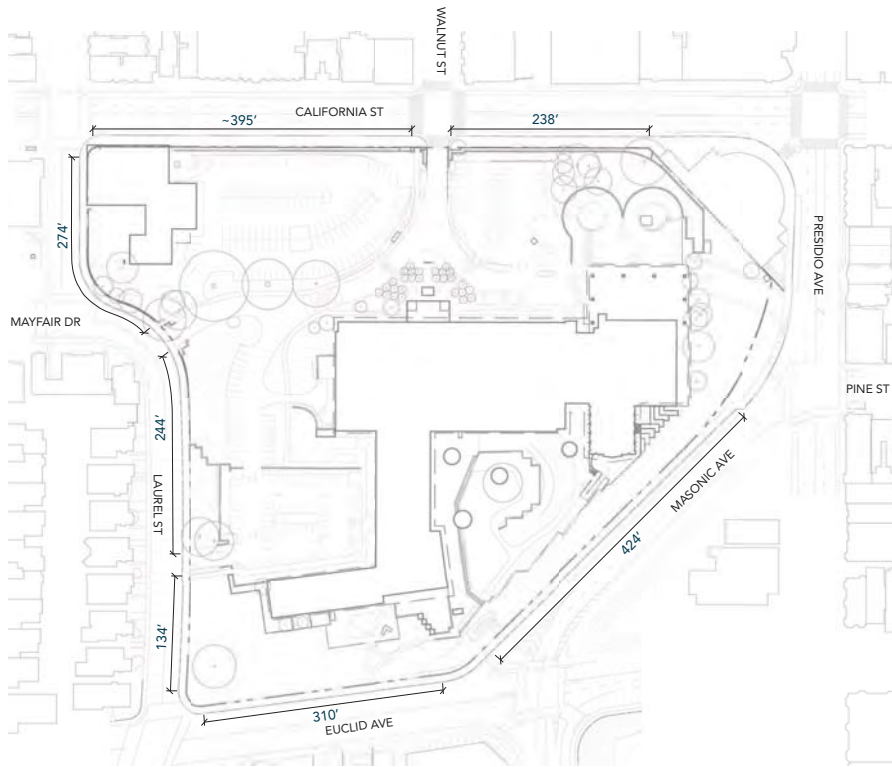 WALNUT ST
CALIFORNIA ST
~395’
238’
274’
PRESIDIO AVE
MAYFAIR DR
PINE ST
244’
LAUREL ST
MASONIC AVE
424’
134’
310’
EUCLID AVE